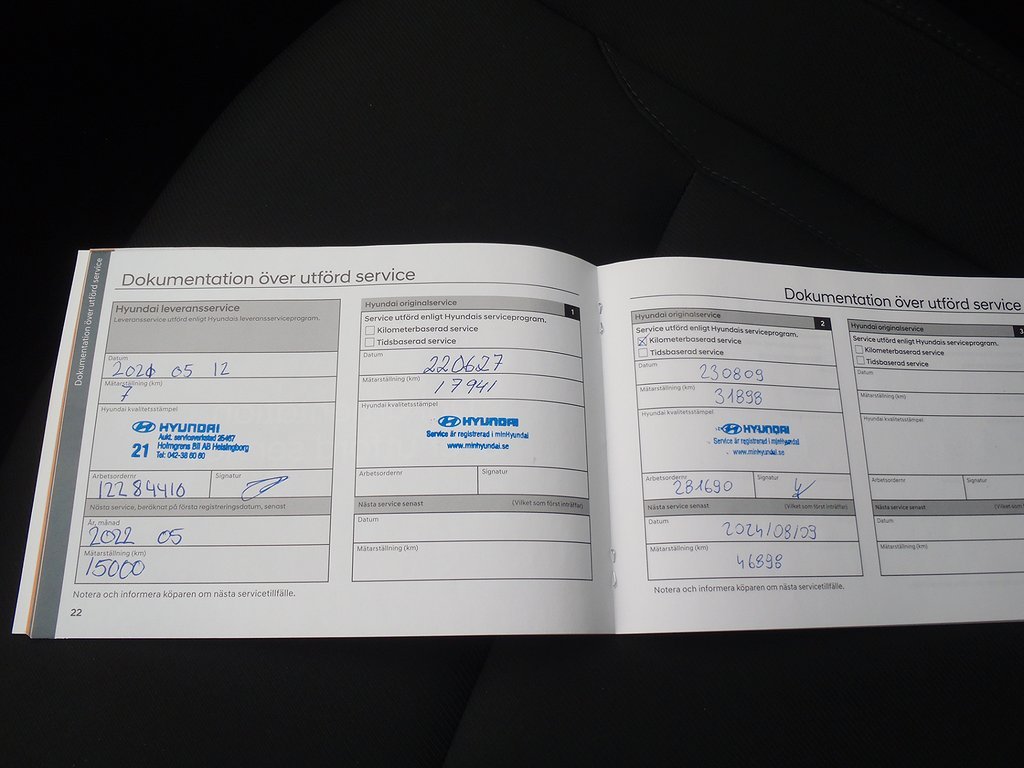 Dokumentation över utförd service
Dokumentation över utförd service
Hyundai leveransservice
Leveransservice utförd enligt Hyundais leveransserviceprogram.
Datum
05 12
Mätarställning (km)
7
Hyundai kvalitetsstämpel
HYUNDAI
Aukt. serviceverkstad 25467
21 Holmgrens Bil AB Helsingborg
Tel: 042-38 60 60
Arbetsordernr
12284410
Signatur
Nästa service, beräknat på första registreringsdatum, senast
År, månad
2022 05
Mätarställning (km)
15000
Notera och informera köparen om nästa servicetillfälle.
22
Hyundai originalservice 1
Service utförd enligt Hyundais serviceprogram.
Kilometerbaserad service
Tidsbaserad service
Datum
220627
Mätarställning (km)
17941
Hyundai kvalitetsstämpel
HYUNDAI
Service är registrerad i minHyundai
www.minhyundai.se
Arbetsordernr
Signatur
Nästa service senast (Vilket som först inträffar)
Datum
Mätarställning (km)
Dokumentation över utförd service
Hyundai originalservice 2
Service utförd enligt Hyundais serviceprogram.
Kilometerbaserad service
Tidsbaserad service
Datum
230809
Mätarställning (km)
31898
Hyundai kvalitetsstämpel
HYUNDAI
Service är registrerad i minHyundai
www.minhyundai.se
Arbetsordernr
281690
Signatur
Nästa service senast (Vilket som först inträffar)
Datum
2024/08/09
Mätarställning (km)
46898
Notera och informera köparen om nästa servicetillfälle.
Hyundai originalservice 3
Service utförd enligt Hyundais serviceprogram.
Kilometerbaserad service
Tidsbaserad service
Datum
Mätarställning (km)
Hyundai kvalitetsstämpel
Arbetsordernr
Signatur
Nästa service senast (Vilket som först
Datum
Mätarställning (km)